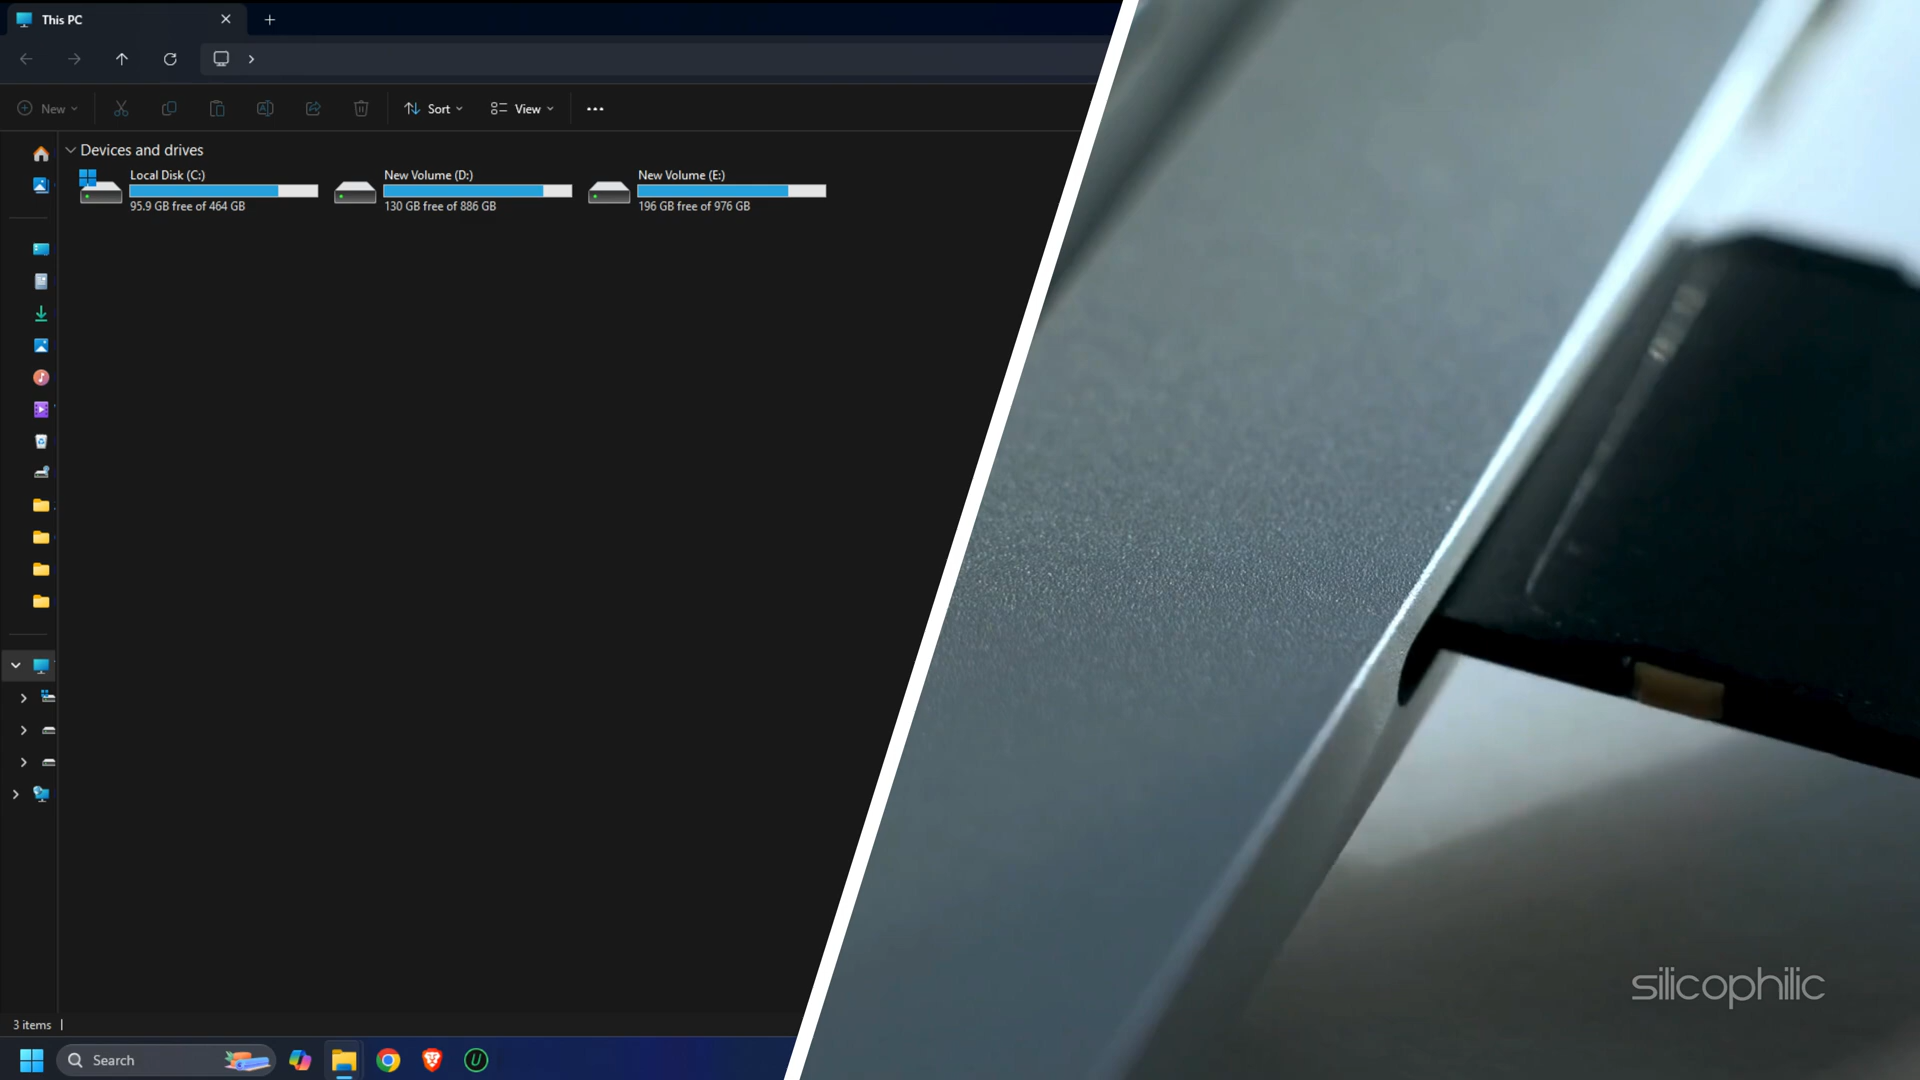 This PC
New
Sort
View
Devices and drives
Local Disk (C:)
95.9 GB free of 464 GB
New Volume (D:)
130 GB free of 886 GB
New Volume (E:)
196 GB free of 976 GB
3 items
Search
silicophilic